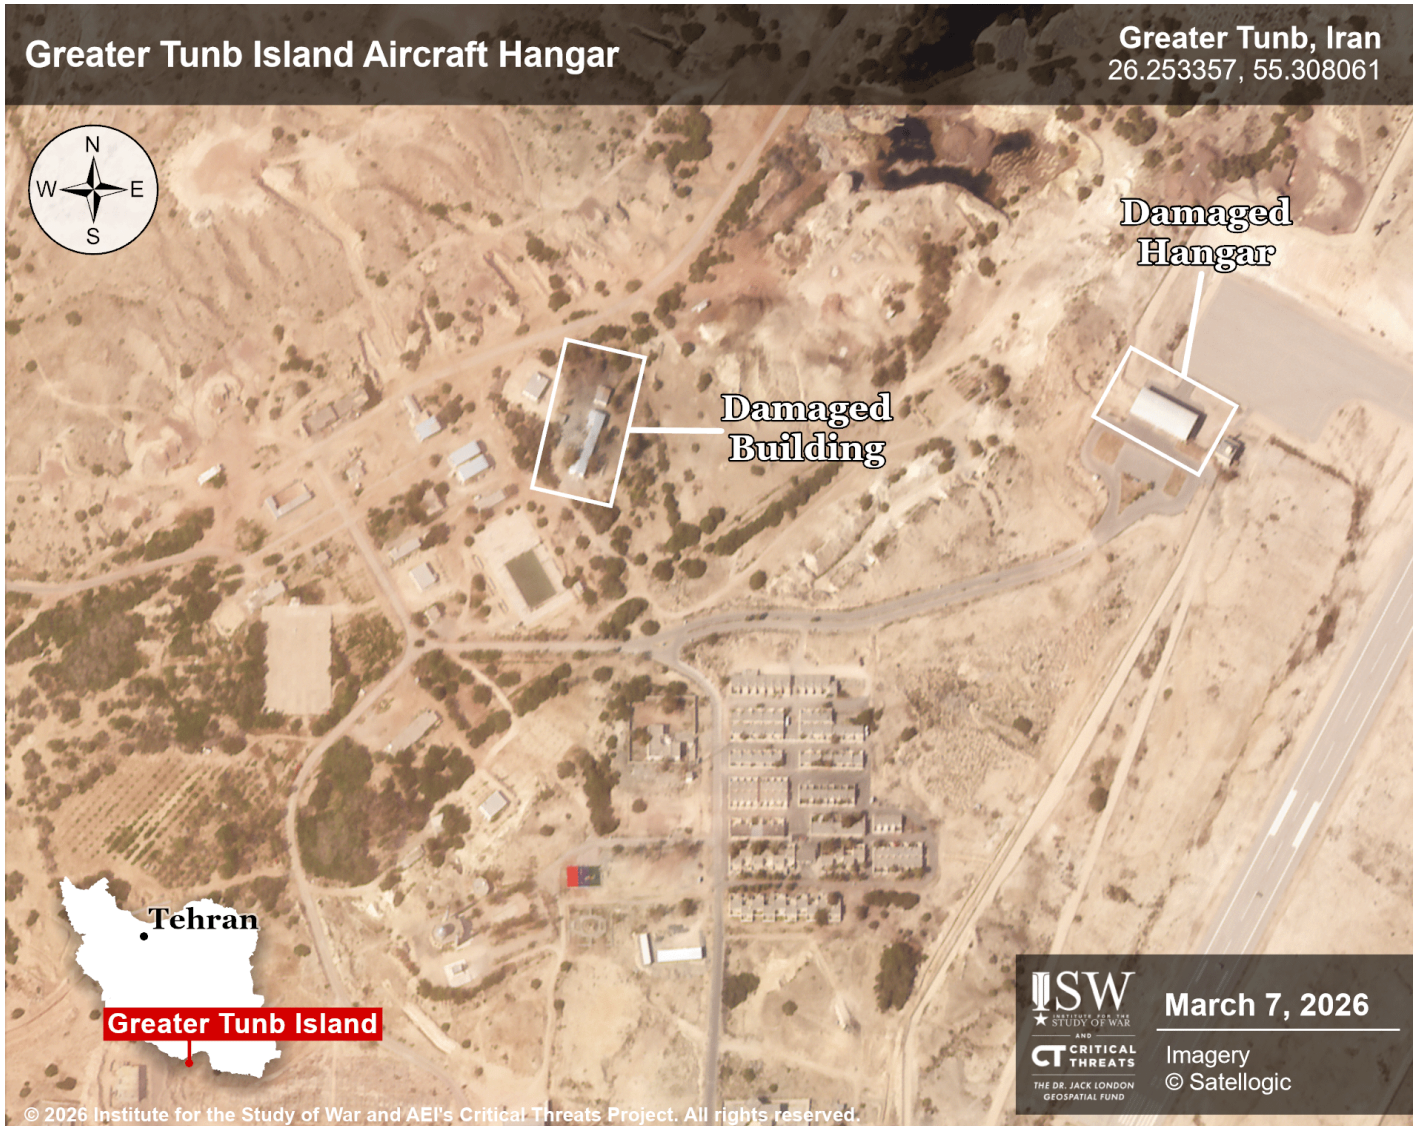 Greater Tunb Island Aircraft Hangar
Greater Tunb, Iran
26.253357, 55.308061
N
W E
S
Damaged
Hangar
Damaged
Building
Tehran
Greater Tunb Island
ISW
INSTITUTE FOR THE
STUDY OF WAR
AND
CT CRITICAL
THREATS
THE DR. JACK LONDON
GEOSPATIAL FUND
March 7, 2026
Imagery
© Satellogic
© 2026 Institute for the Study of War and AEI's Critical Threats Project. All rights reserved.